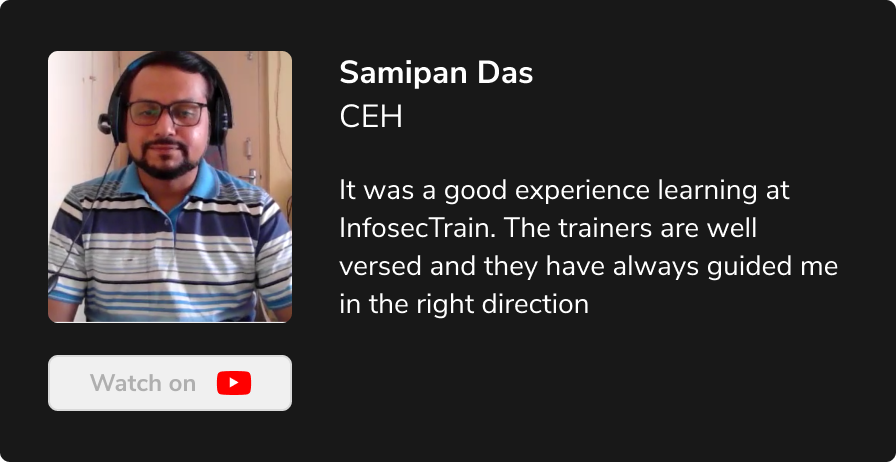 Samipan Das
CEH
It was a good experience learning at
InfosecTrain. The trainers are well
versed and they have always guided me
in the right direction
Watch on